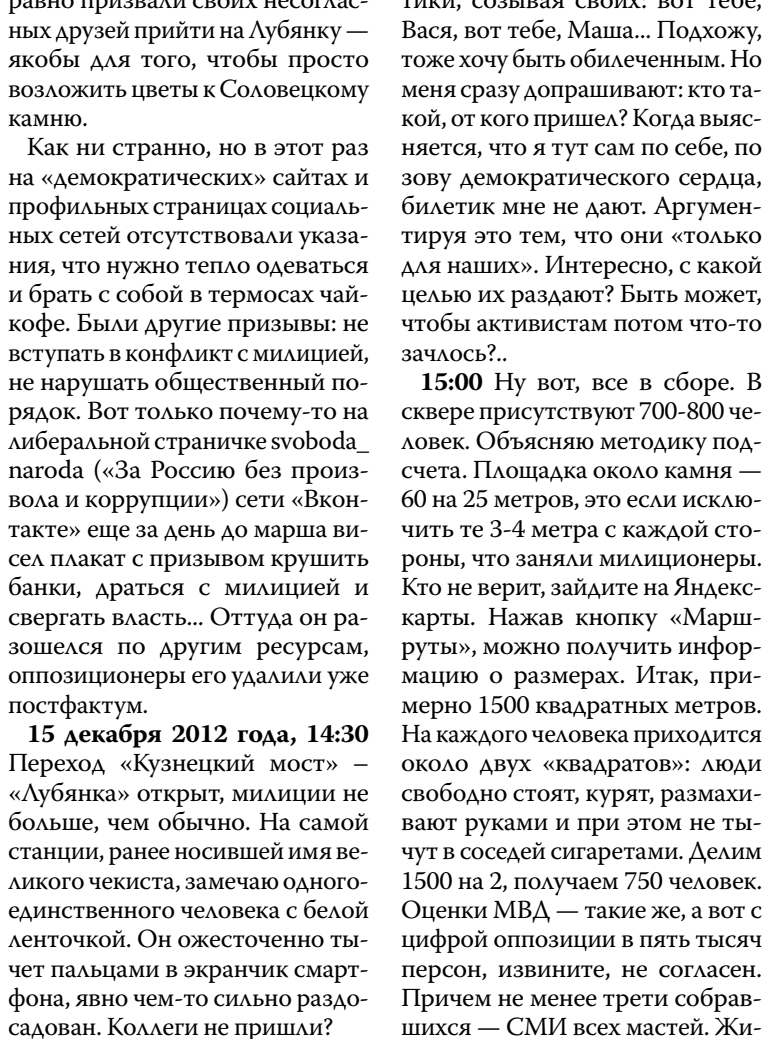 равно призвали своих несоглас-
ных друзей прийти на Лубянку —
якобы для того, чтобы просто
возложить цветы к Соловецкому
камню.
Как ни странно, но в этот раз
на «демократических» сайтах и
профильных страницах социаль-
ных сетей отсутствовали указа-
ния, что нужно тепло одеваться
и брать с собой в термосах чай-
кофе. Были другие призывы: не
вступать в конфликт с милицией,
не нарушать общественный по-
рядок. Вот только почему-то на
либеральной страничке svoboda_
naroda («За Россию без произ-
вола и коррупции») сети «Вкон-
такте» еще за день до марша ви-
сел плакат с призывом крушить
банки, драться с милицией и
свергать власть... Оттуда он ра-
зошелся по другим ресурсам,
оппозиционеры его удалили уже
постфактум.
15 декабря 2012 года, 14:30
Переход «Кузнецкий мост» –
«Лубянка» открыт, милиции не
больше, чем обычно. На самой
станции, ранее носившей имя ве-
ликого чекиста, замечаю одного-
единственного человека с белой
ленточкой. Он ожесточенно ты-
чет пальцами в экранчик смарт-
фона, явно чем-то сильно раздо-
садован. Коллеги не пришли?
тики, созывая своих: вот тебе,
Вася, вот тебе, Маша... Подхожу,
тоже хочу быть обилеченным. Но
меня сразу допрашивают: кто та-
кой, от кого пришел? Когда выяс-
няется, что я тут сам по себе, по
зову демократического сердца,
билетик мне не дают. Аргумен-
тируя это тем, что они «только
для наших». Интересно, с какой
целью их раздают? Быть может,
чтобы активистам потом что-то
зачлось?..
15:00 Ну вот, все в сборе. В
сквере присутствуют 700-800 че-
ловек. Объясняю методику под-
счета. Площадка около камня —
60 на 25 метров, это если исклю-
чить те 3-4 метра с каждой сто-
роны, что заняли милиционеры.
Кто не верит, зайдите на Яндекс-
карты. Нажав кнопку «Марш-
руты», можно получить инфор-
мацию о размерах. Итак, при-
мерно 1500 квадратных метров.
На каждого человека приходится
около двух «квадратов»: люди
свободно стоят, курят, размахи-
вают руками и при этом не ты-
чут в соседей сигаретами. Делим
1500 на 2, получаем 750 человек.
Оценки МВД — такие же, а вот с
цифрой оппозиции в пять тысяч
персон, извините, не согласен.
Причем не менее трети собрав-
шихся — СМИ всех мастей. Жи-